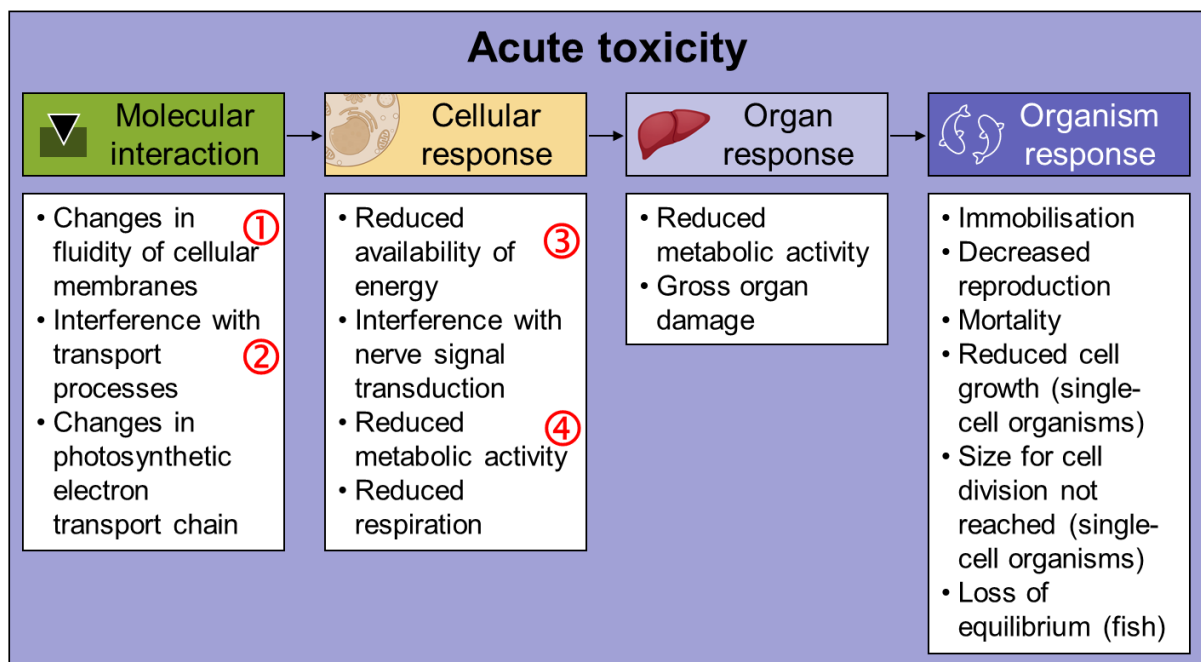 Acute toxicity
Molecular
interaction
Cellular
response
Organ
response
Organism
response
• Changes in
fluidity of cellular
membranes
①
• Interference with
transport
processes
②
• Changes in
photosynthetic
electron
transport chain
• Reduced
availability of
energy
③
• Interference with
nerve signal
transduction
• Reduced
metabolic activity
④
• Reduced
respiration
• Reduced
metabolic activity
• Gross organ
damage
• Immobilisation
• Decreased
reproduction
• Mortality
• Reduced cell
growth (single-
cell organisms)
• Size for cell
division not
reached (single-
cell organisms)
• Loss of
equilibrium (fish)